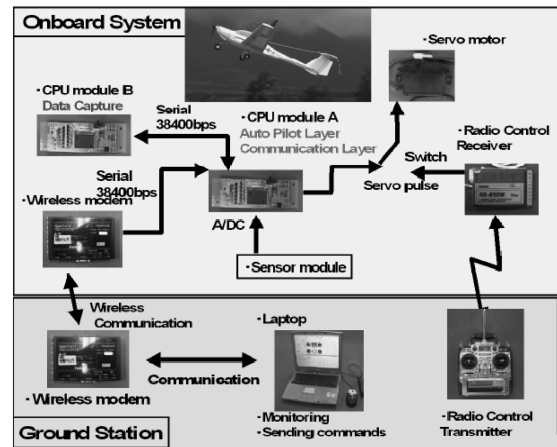 Onboard System
·Servo motor
·CPU module B
Data Capture
Serial
38400bps
·CPU module A
Auto Pilot Layer
Communication Layer
·Radio Control
Receiver
Switch
Servo pulse
Serial
38400bps
·Wireless modem
A/DC
·Sensor module
Wireless
Communication
·Laptop
Communication
·Wireless modem
·Monitoring
·Sending commands
·Radio Control
Transmitter
Ground Station